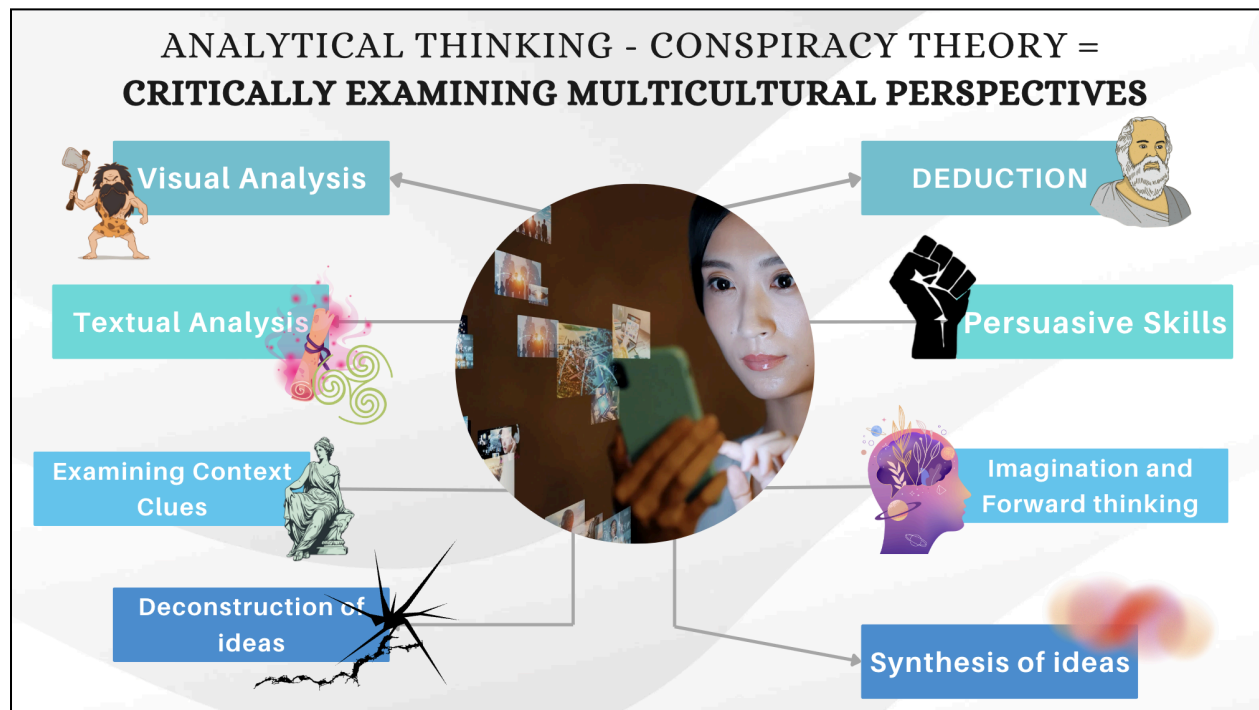 ANALYTICAL THINKING - CONSPIRACY THEORY =
CRITICALLY EXAMINING MULTICULTURAL PERSPECTIVES
Visual Analysis
DEDUCTION
Textual Analysis
Persuasive Skills
Examining Context
Clues
Imagination and
Forward thinking
Deconstruction of
ideas
Synthesis of ideas